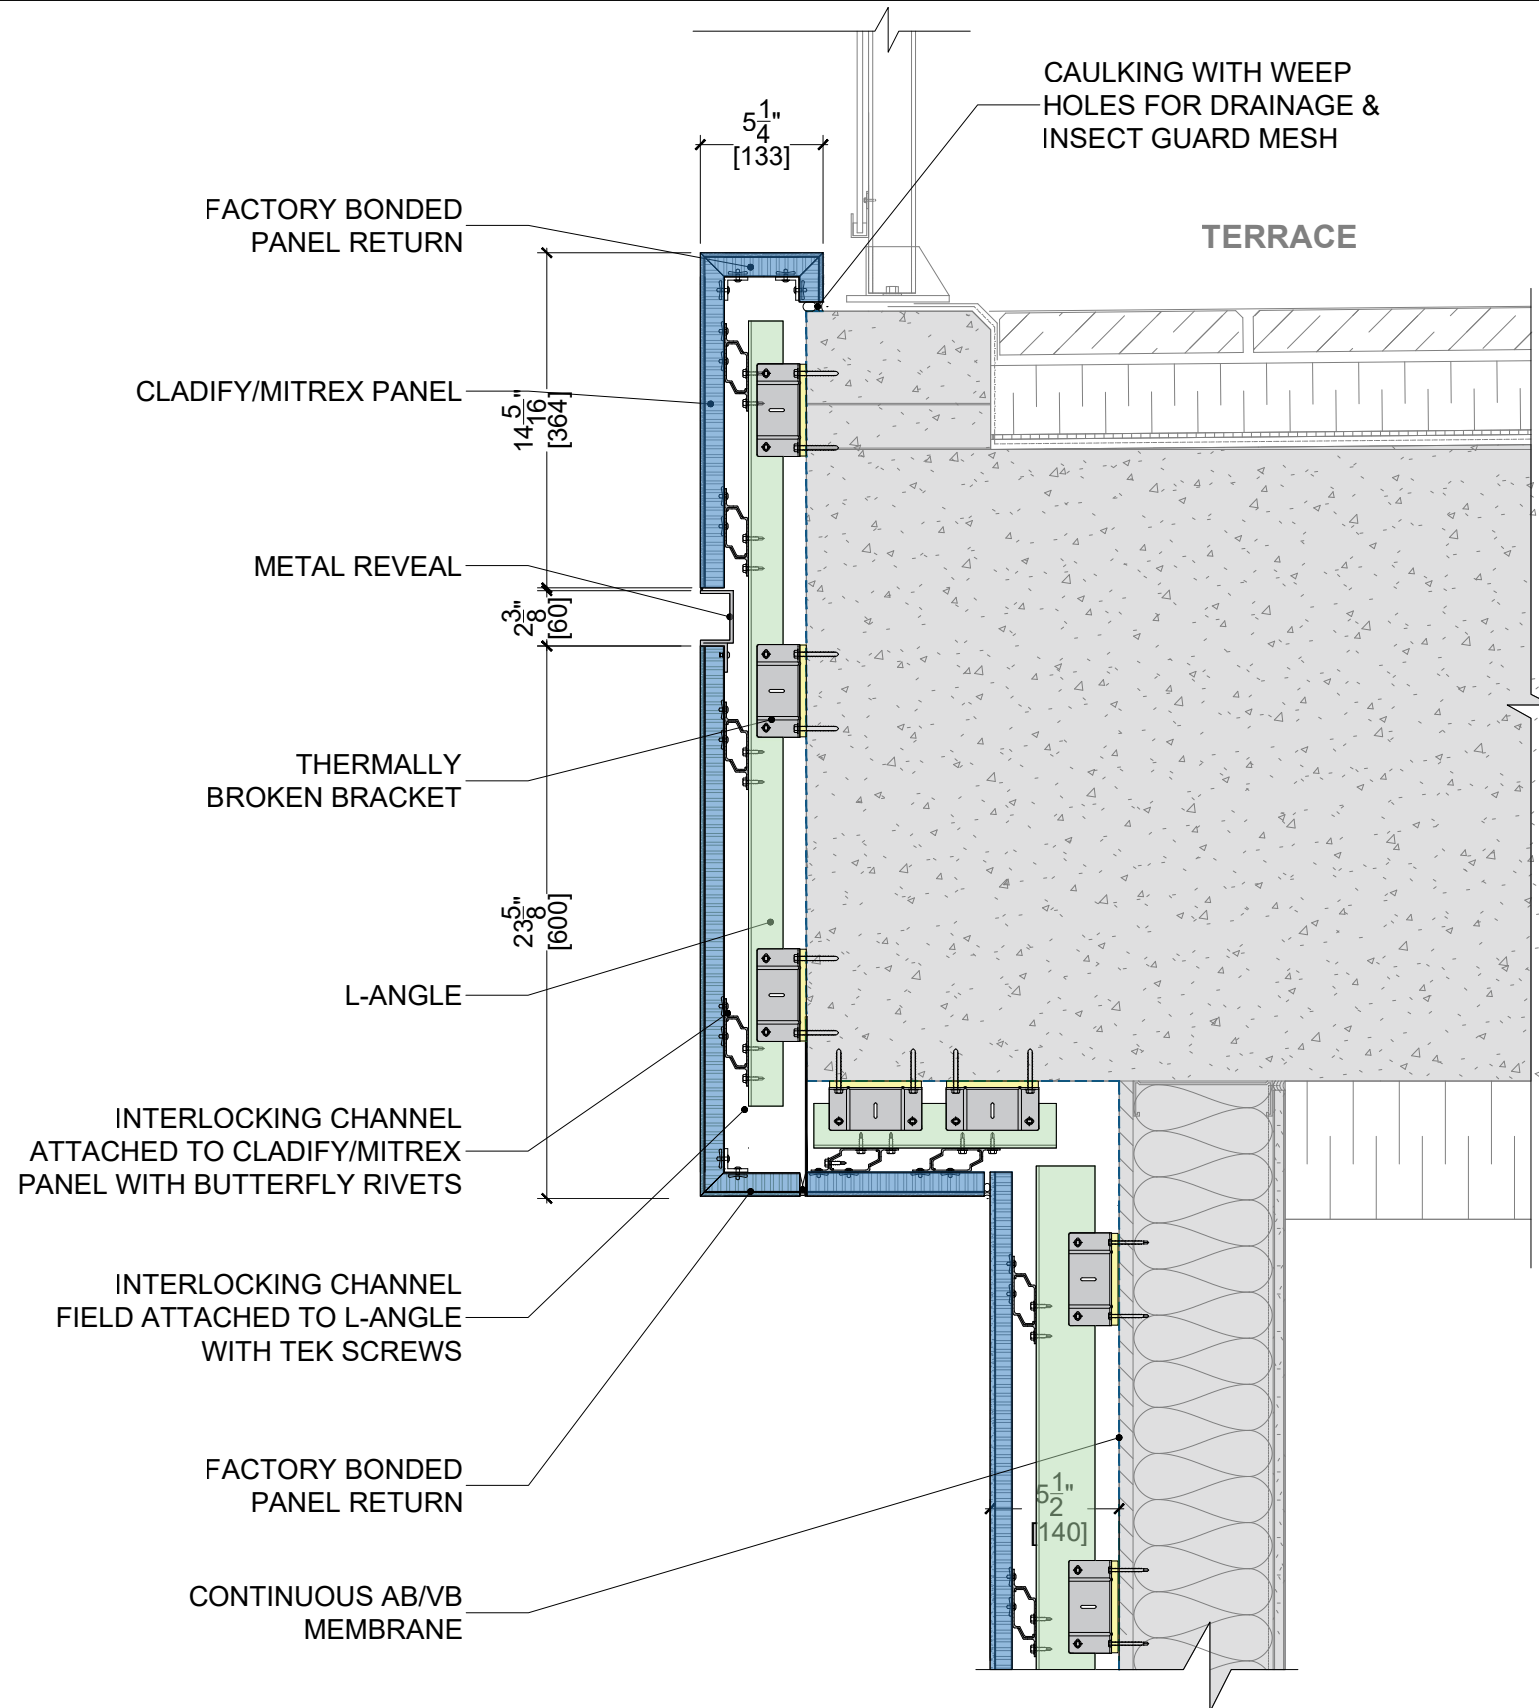 CAULKING WITH WEEP
HOLES FOR DRAINAGE &
INSECT GUARD MESH
5 1/4"
[133]
TERRACE
FACTORY BONDED
PANEL RETURN
CLADIFY/MITREX PANEL
14 5/16"
[364]
METAL REVEAL
2 3/8"
[60]
THERMALLY
BROKEN BRACKET
23 5/8"
[600]
L-ANGLE
INTERLOCKING CHANNEL
ATTACHED TO CLADIFY/MITREX
PANEL WITH BUTTERFLY RIVETS
INTERLOCKING CHANNEL
FIELD ATTACHED TO L-ANGLE
WITH TEK SCREWS
FACTORY BONDED
PANEL RETURN
5 1/2"
[140]
CONTINUOUS AB/VB
MEMBRANE